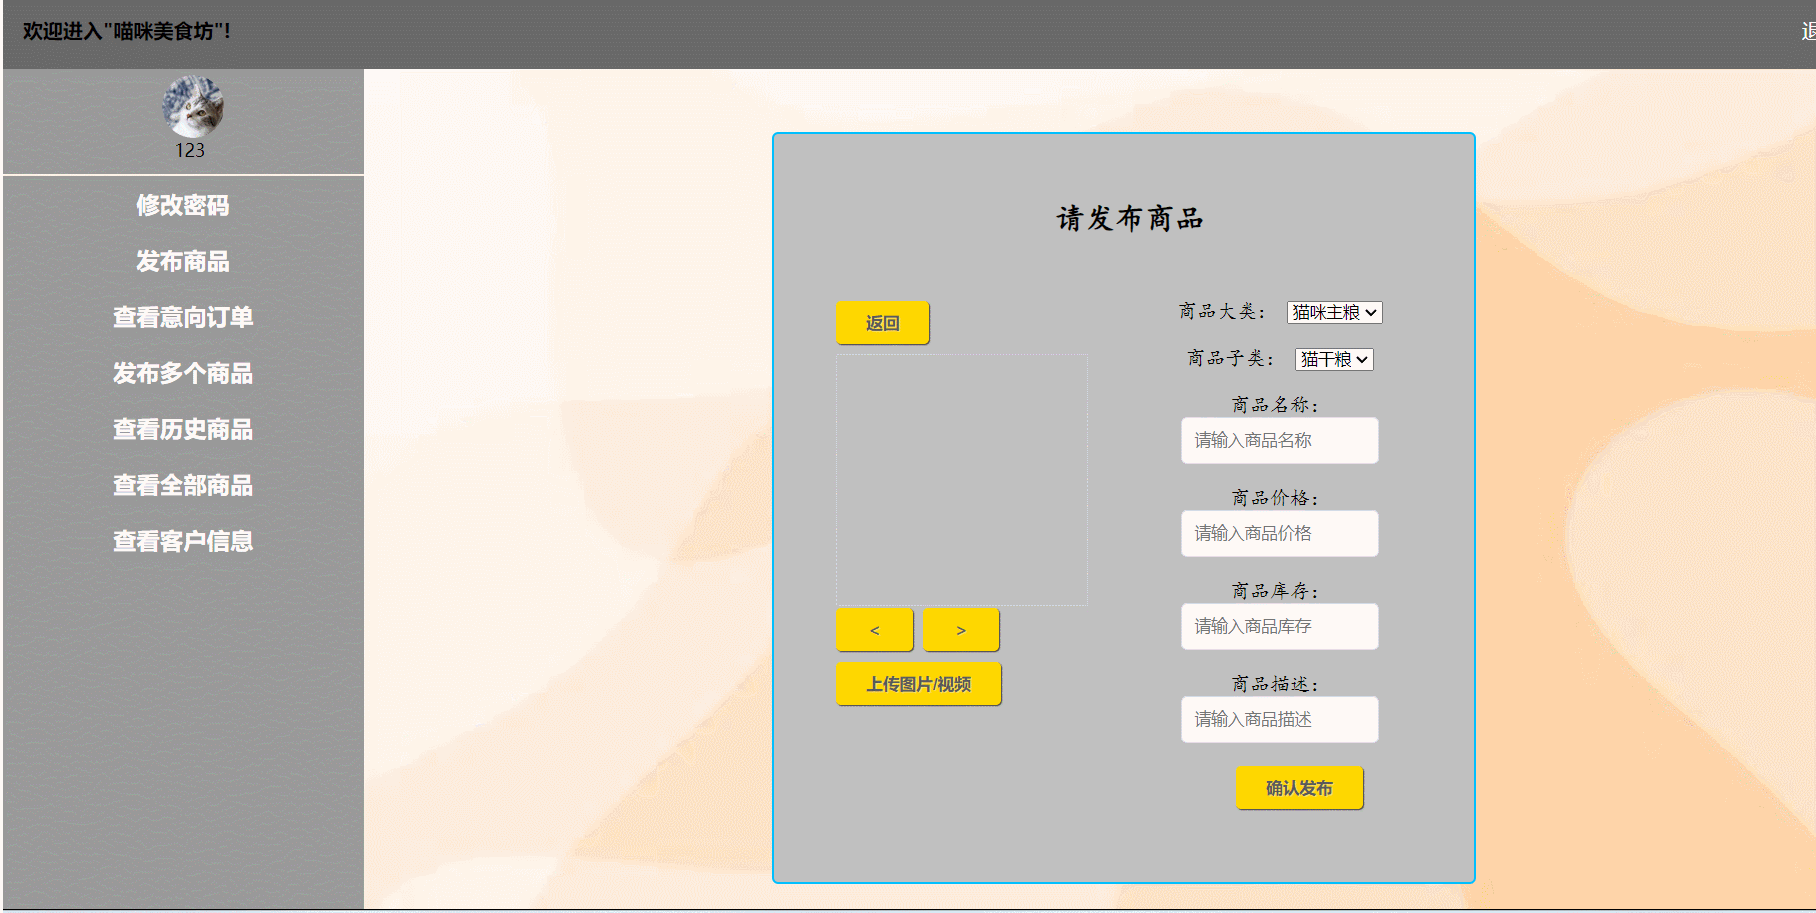 欢迎进入"喵咪美食坊"!
退
123
修改密码
发布商品
查看意向订单
发布多个商品
查看历史商品
查看全部商品
查看客户信息
请发布商品
返回
<
>
上传图片/视频
商品大类： 猫咪主粮
商品子类： 猫干粮
商品名称：
请输入商品名称
商品价格：
请输入商品价格
商品库存：
请输入商品库存
商品描述：
请输入商品描述
确认发布